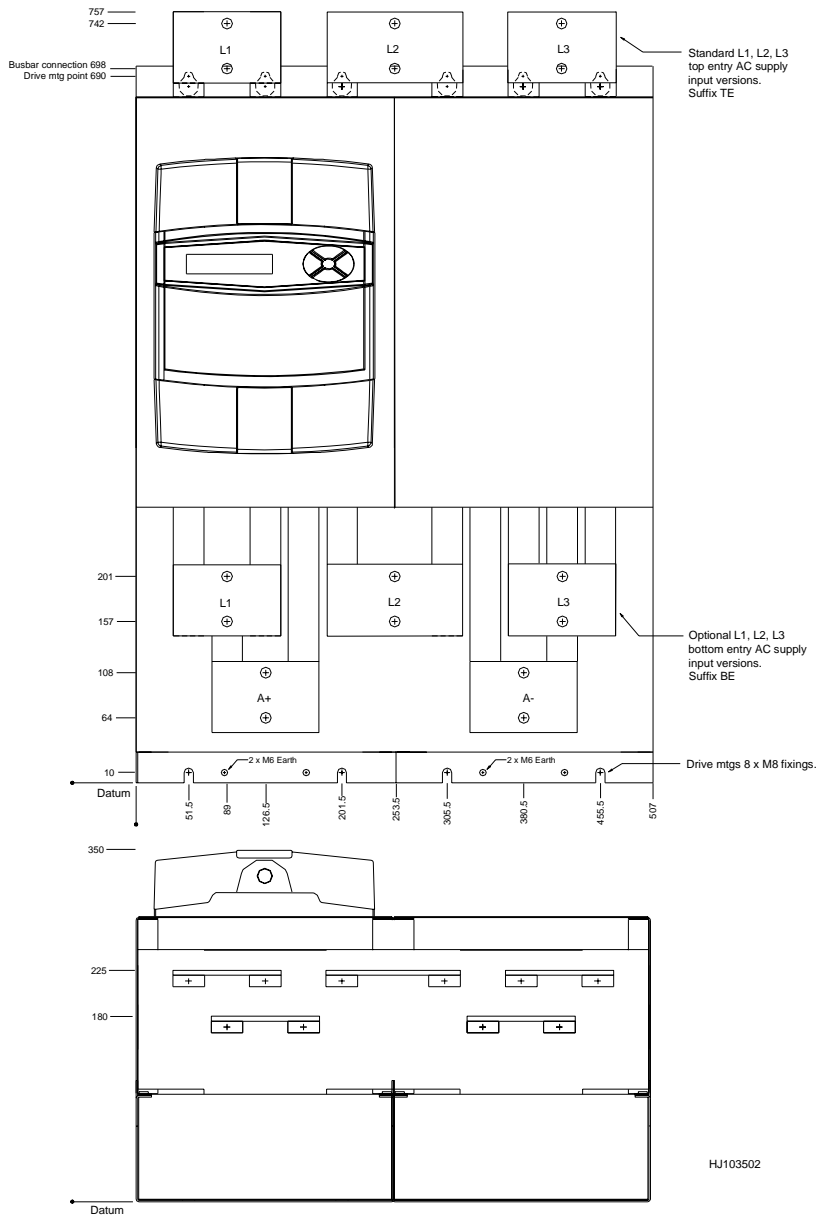 757
742
L1
L2
L3
Standard L1, L2, L3
top entry AC supply
input versions.
Suffix TE
Busbar connection 698
Drive mtg point 690
201
L1
L2
L3
157
Optional L1, L2, L3
bottom entry AC supply
input versions.
Suffix BE
108
A+
A-
64
2 x M6 Earth
2 x M6 Earth
Drive mtgs 8 x M8 fixings.
10
Datum
51.5
89
126.5
201.5
253.5
305.5
380.5
455.5
507
350
225
180
HJ103502
Datum